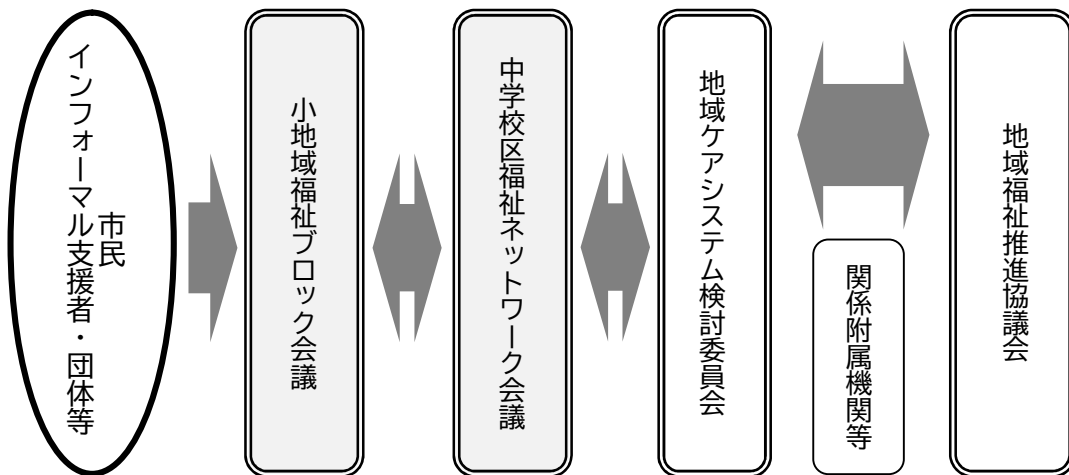 市民
インフォーマル支援者・団体等
小地域福祉ブロック会議
中学校区福祉ネットワーク会議
地域ケアシステム検討委員会
関係附属機関等
地域福祉推進協議会